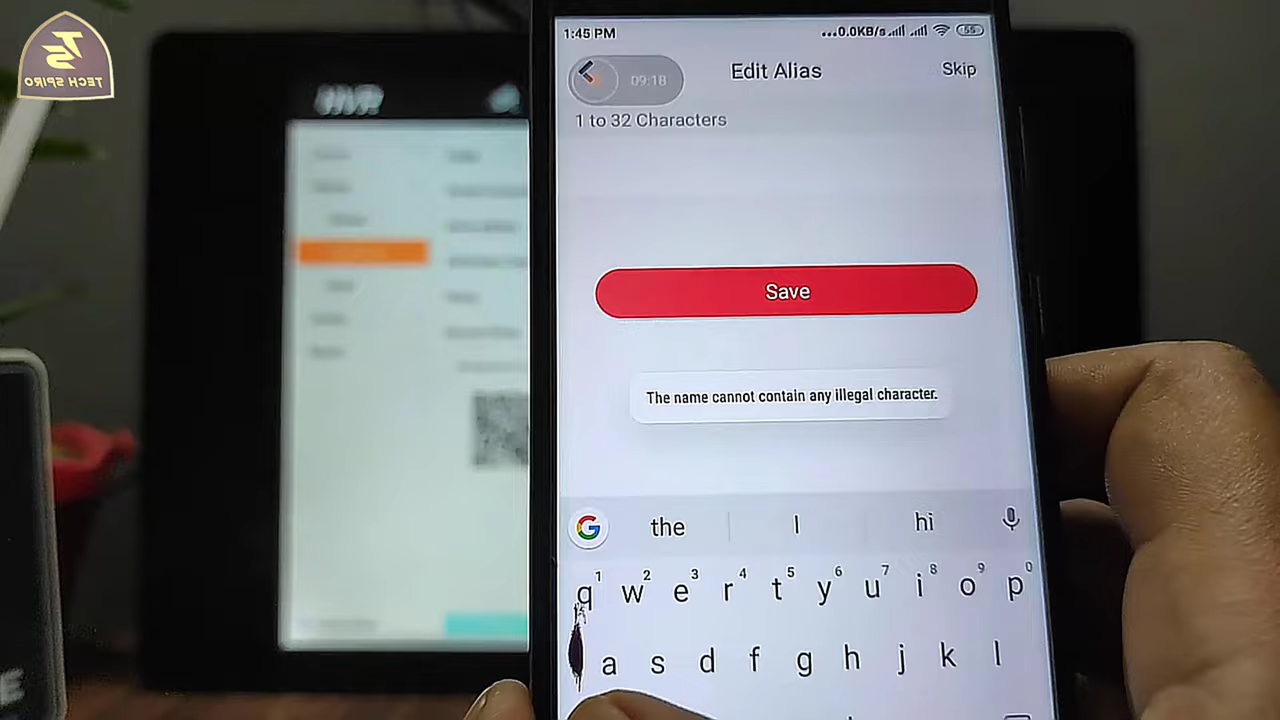 TECH SPIRO
1:45 PM
...0.0KB/s
55
09:18
Edit Alias
Skip
1 to 32 Characters
Save
The name cannot contain any illegal character.
the
I
hi
1 2 3 4 5 6 7 8 9 0
q w e r t y u i o p
a s d f g h j k l